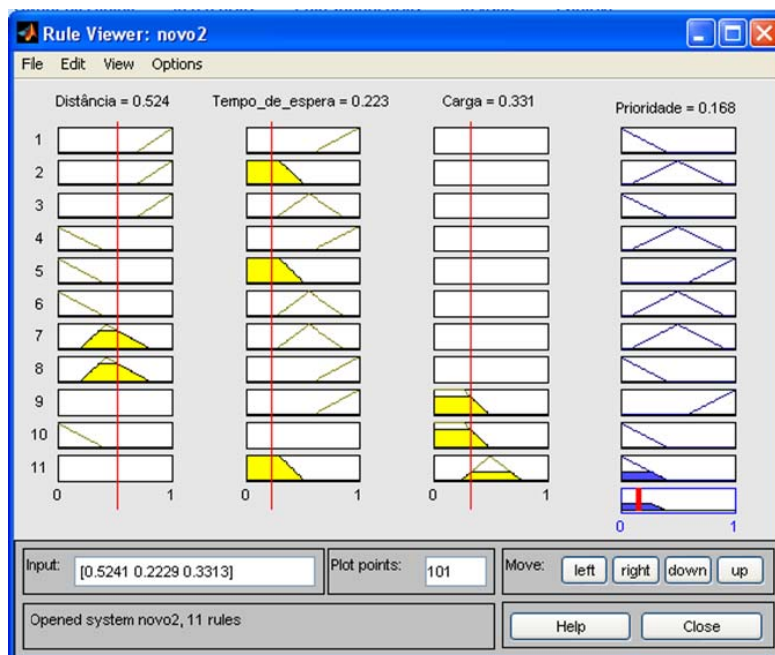 Rule Viewer: novo2
File Edit View Options
Distância = 0.524 Tempo_de_espera = 0.223 Carga = 0.331 Prioridade = 0.168
1
2
3
4
5
6
7
8
9
10
11
0 1 0 1 0 1
0 1
Input: [0.5241 0.2229 0.3313] Plot points: 101 Move: left right down up
Opened system novo2, 11 rules Help Close